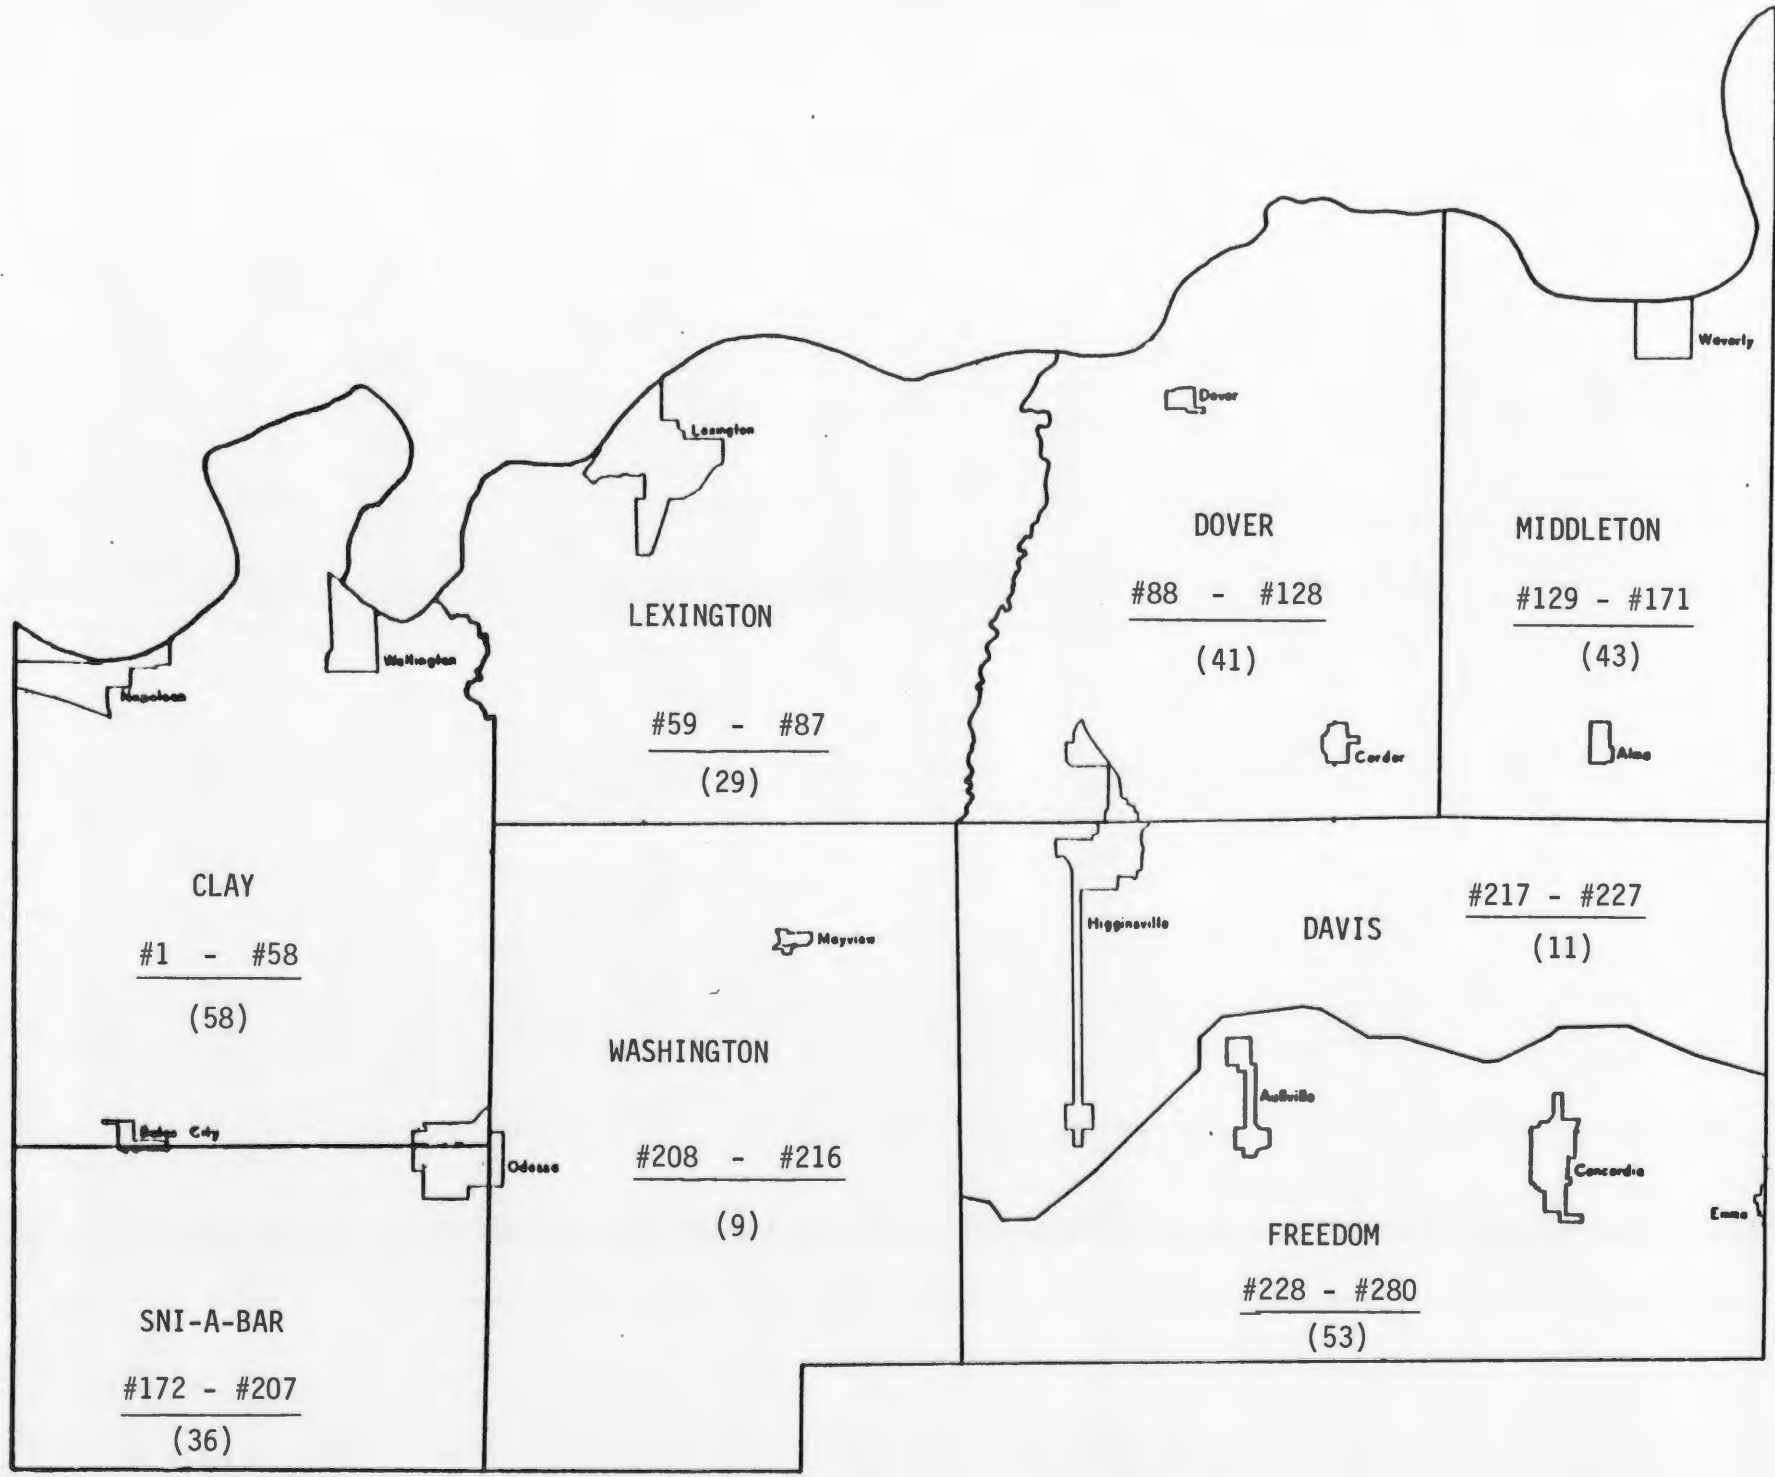 Waverly
Dover
Lexington
DOVER
MIDDLETON
#88 - #128
#129 - #171
LEXINGTON
(41)
(43)
Wellington
Napoleon
#59 - #87
Corder
Alma
(29)
CLAY
#217 - #227
Higginsville
DAVIS
Mayview
#1 - #58
(11)
(58)
WASHINGTON
Aullville
Bates City
#208 - #216
Odessa
Concordia
Emma
(9)
FREEDOM
#228 - #280
SNI-A-BAR
(53)
#172 - #207
(36)